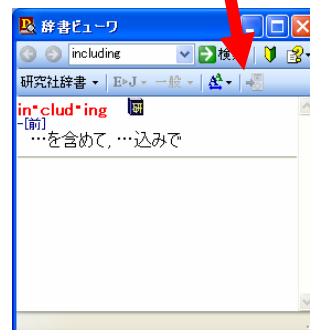 辞書ビューワ
including 検
研究社辞書 E▶J 一般 A
in*clud*ing 研
-[前]
…を含めて, …込みで